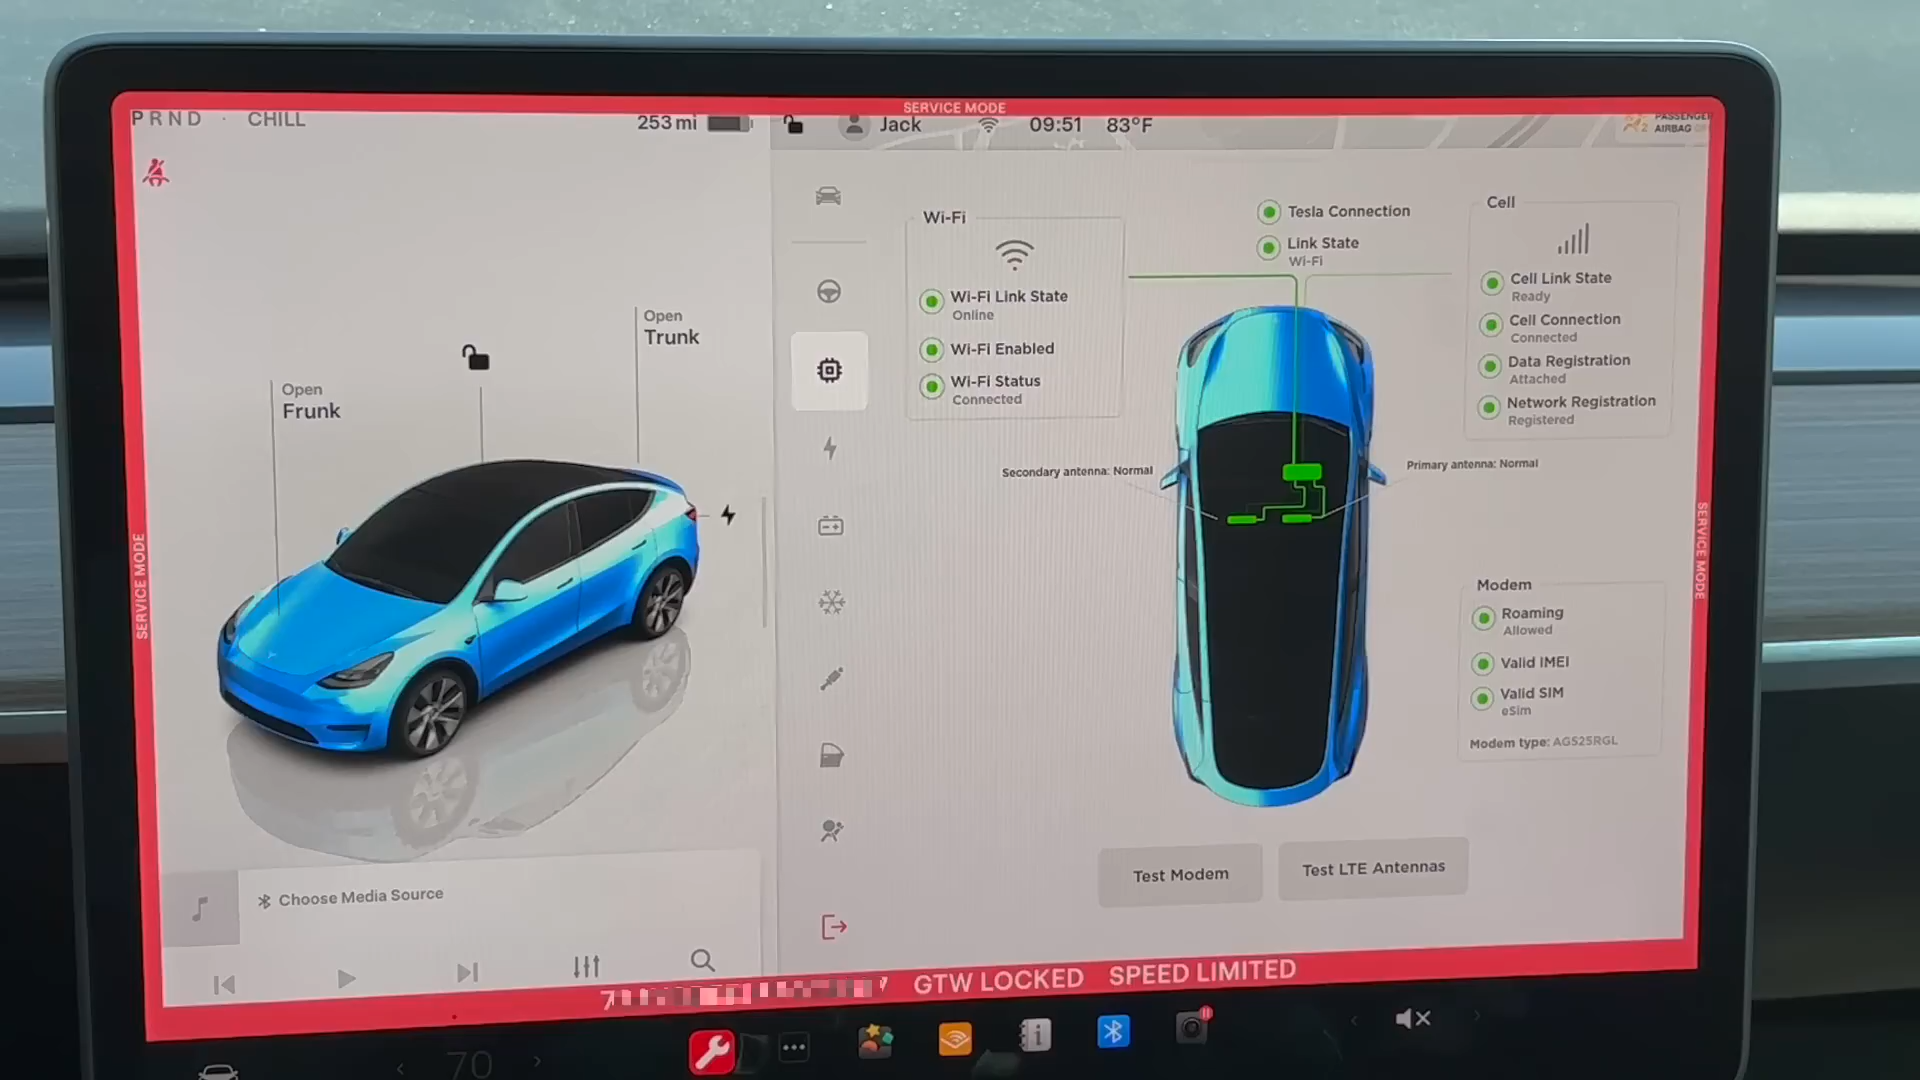 SERVICE MODE
P R N D · CHILL
253 mi
Jack
09:51
83°F
PASSENGER
AIRBAG
Open
Frunk
Open
Trunk
SERVICE MODE
Choose Media Source
Wi-Fi
Wi-Fi Link State
Online
Wi-Fi Enabled
Wi-Fi Status
Connected
Tesla Connection
Link State
Wi-Fi
Cell
Cell Link State
Ready
Cell Connection
Connected
Data Registration
Attached
Network Registration
Registered
Secondary antenna: Normal
Primary antenna: Normal
Modem
Roaming
Allowed
Valid IMEI
Valid SIM
eSim
Modem type: AG525RGL
Test Modem
Test LTE Antennas
SERVICE MODE
GTW LOCKED SPEED LIMITED
70